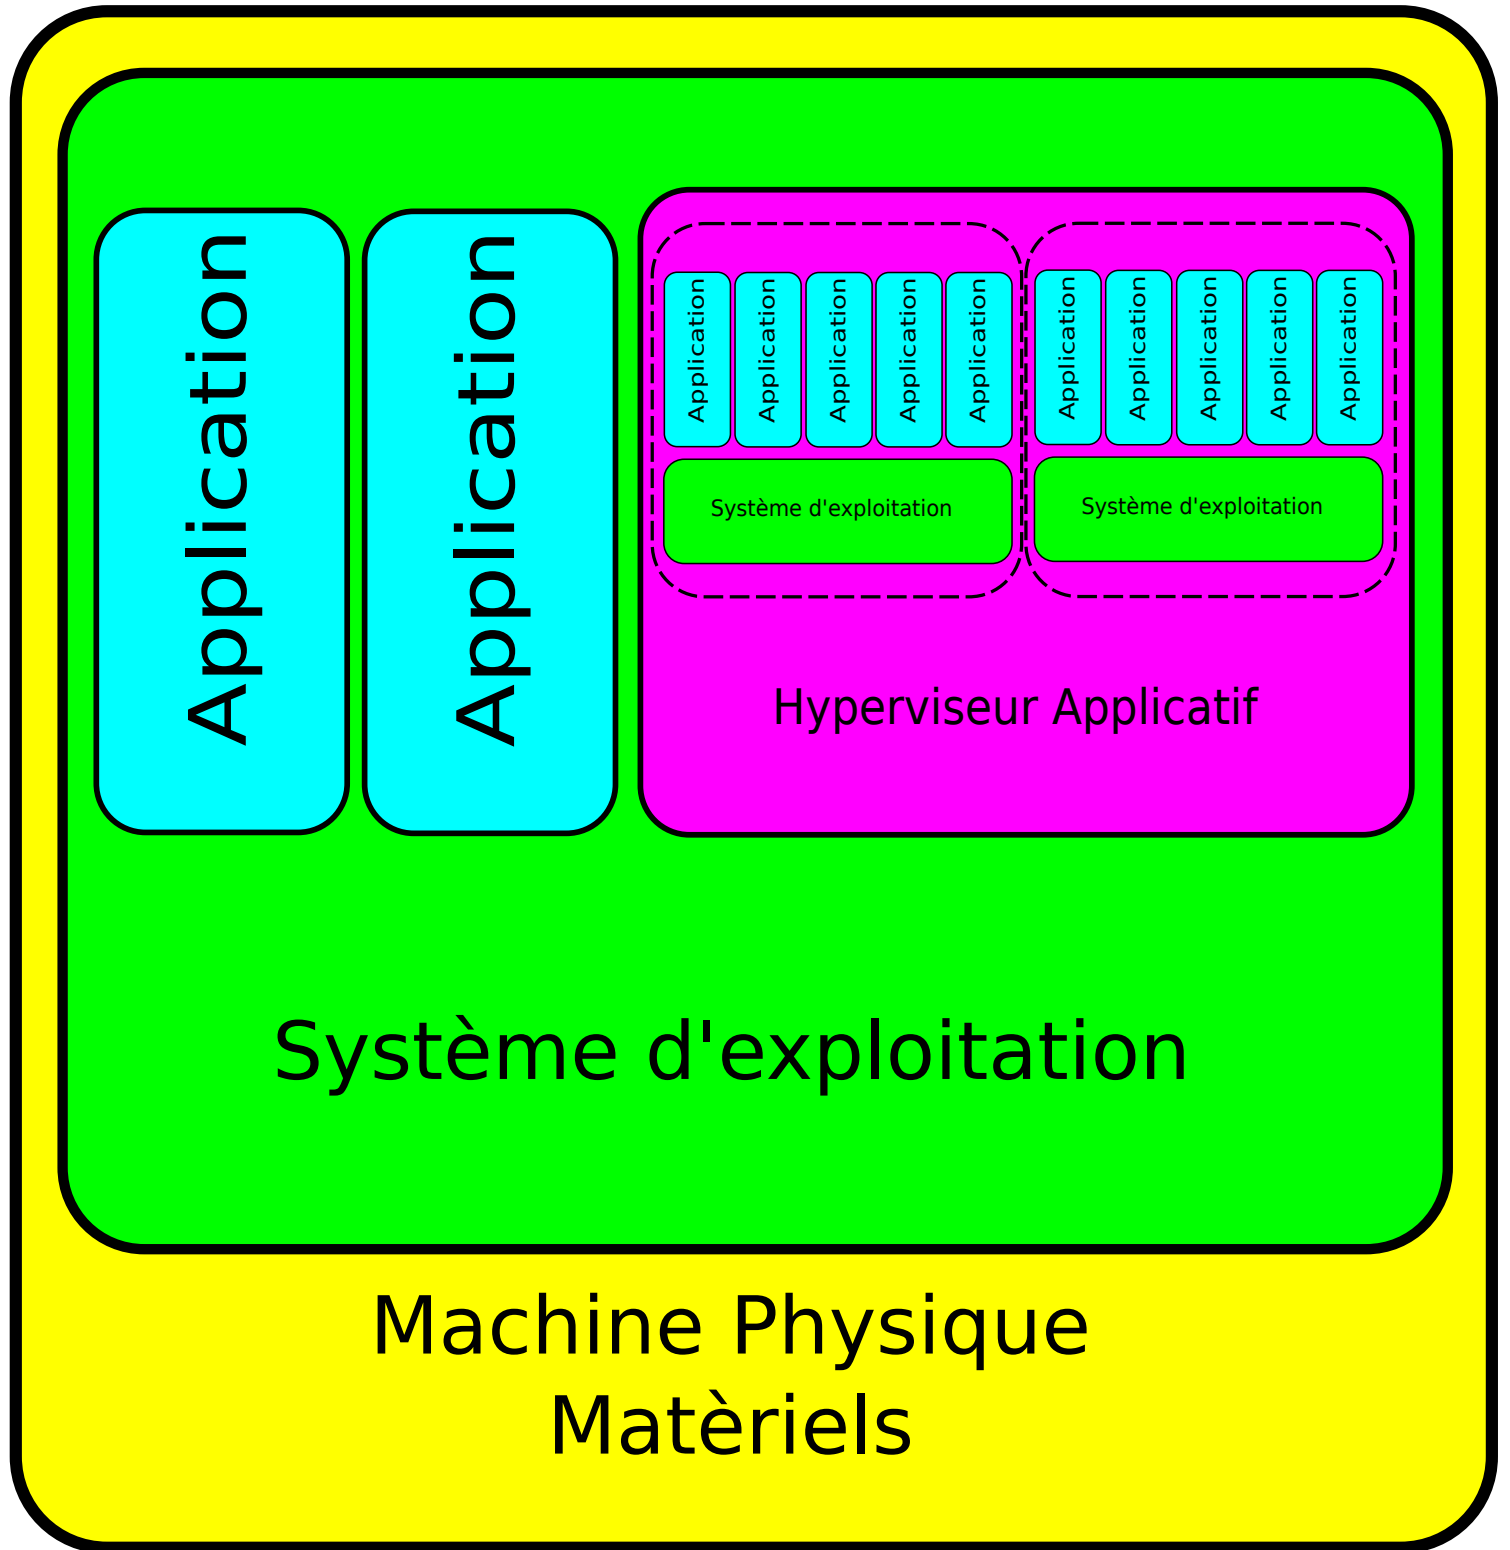 Application
Application
Application
Application
Application
Application
Application
Système d'exploitation
Application
Application
Application
Application
Application
Système d'exploitation
Hyperviseur Applicatif
Système d'exploitation
Machine Physique
Matèriels